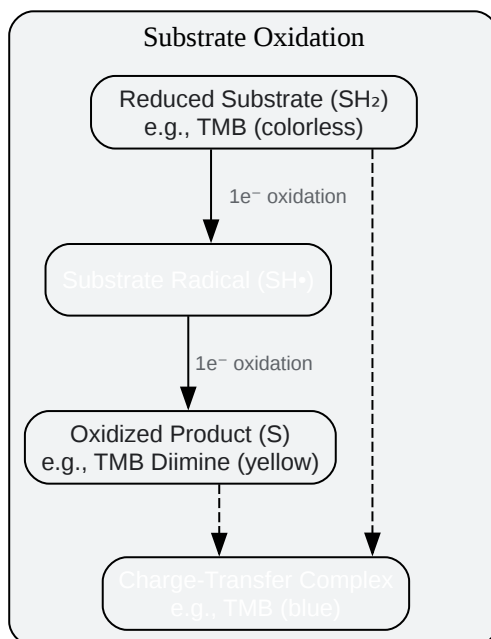 Substrate Oxidation
Reduced Substrate (SH₂)
e.g., TMB (colorless)
1e⁻ oxidation
Substrate Radical (SH•)
1e⁻ oxidation
Oxidized Product (S)
e.g., TMB Diimine (yellow)
Charge-Transfer Complex
e.g., TMB (blue)